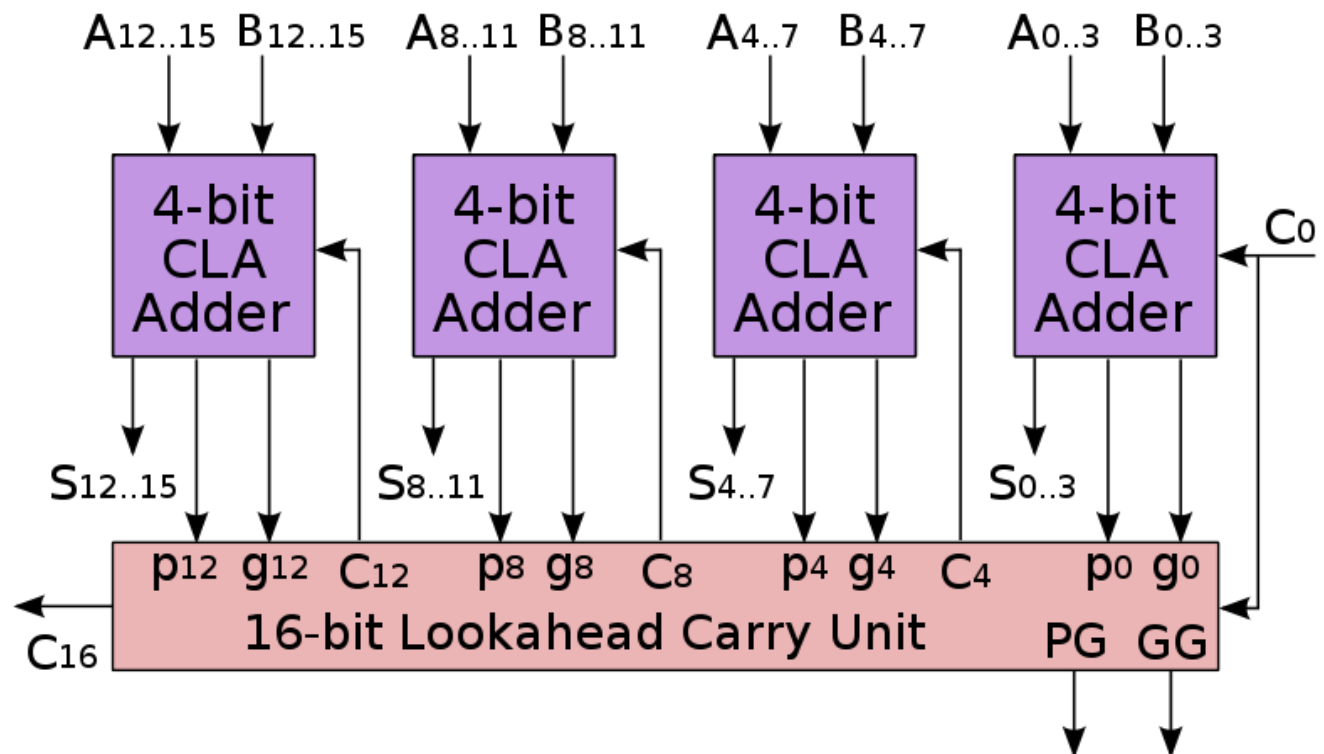 A12..15 B12..15 A8..11 B8..11 A4..7 B4..7 A0..3 B0..3
4-bit CLA Adder
4-bit CLA Adder
4-bit CLA Adder
4-bit CLA Adder
C0
S12..15 S8..11 S4..7 S0..3
p12 g12 C12 p8 g8 C8 p4 g4 C4 p0 g0
16-bit Lookahead Carry Unit
PG GG
C16